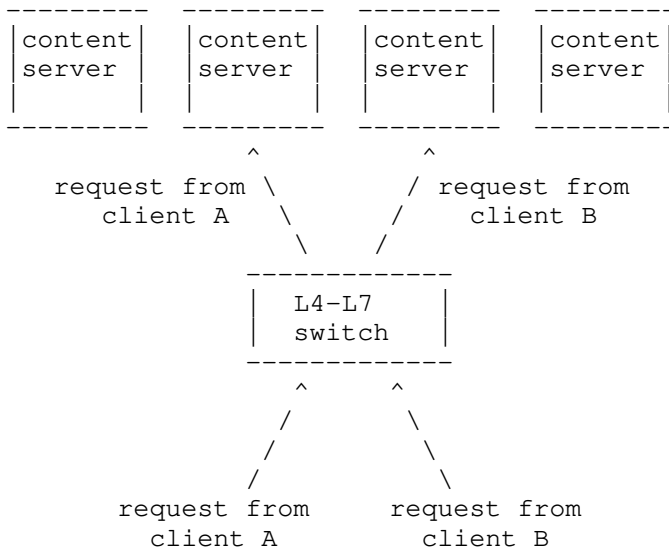 content content content content
server server server server
request from request from
client A client B
L4-L7
switch
request from request from
client A client B